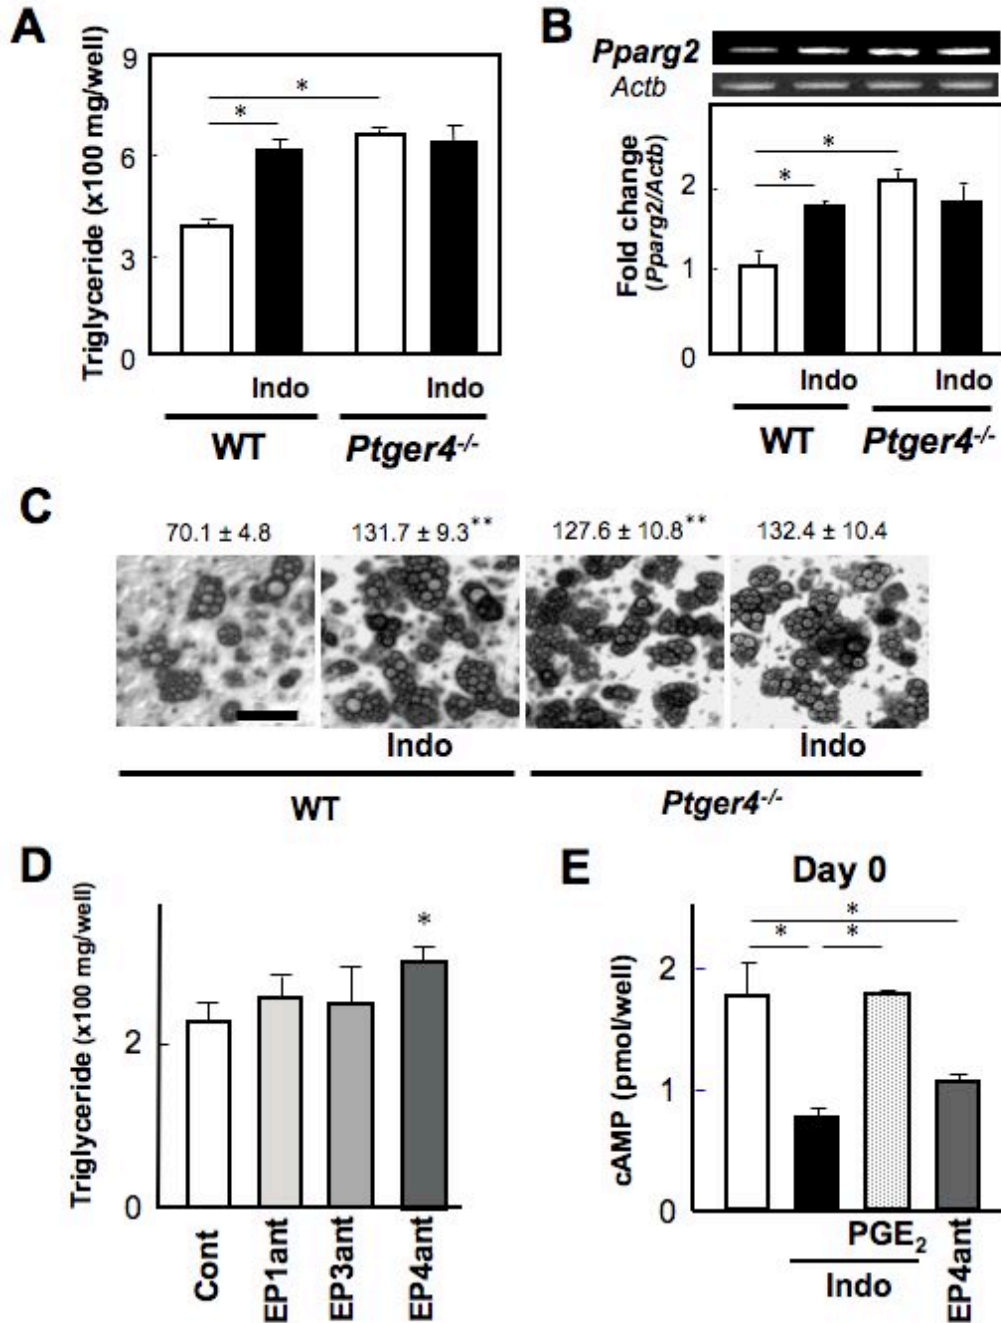 A
Triglyceride (x100 mg/well)
9
6
3
0
*
*
Indo
Indo
WT
Ptger4-/-
B
Pparg2
Actb
Fold change
(Pparg2/Actb)
2
1
0
*
*
Indo
Indo
WT
Ptger4-/-
C
70.1 ± 4.8
131.7 ± 9.3**
127.6 ± 10.8**
132.4 ± 10.4
Indo
Indo
WT
Ptger4-/-
D
Triglyceride (x100 mg/well)
2
0
*
Cont
EP1ant
EP3ant
EP4ant
E
Day 0
cAMP (pmol/well)
2
1
0
*
*
*
PGE2
Indo
EP4ant